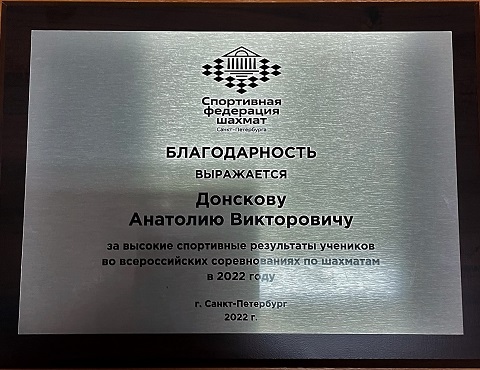 Спортивная
федерация
шахмат
Санкт-Петербурга
БЛАГОДАРНОСТЬ
ВЫРАЖАЕТСЯ
Донскову
Анатолию Викторовичу
за высокие спортивные результаты учеников
во всероссийских соревнованиях по шахматам
в 2022 году
г. Санкт-Петербург
2022 г.